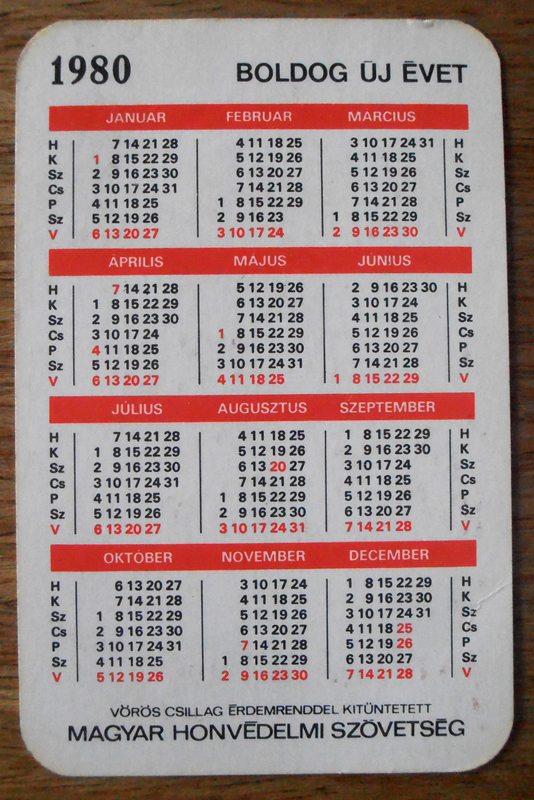 1980 BOLDOG ÚJ ÉVET
JANUAR FEBRUAR MARCIUS
H 7 14 21 28 4 11 18 25 3 10 17 24 31 H
K 1 8 15 22 29 5 12 19 26 4 11 18 25 K
Sz 2 9 16 23 30 6 13 20 27 5 12 19 26 Sz
Cs 3 10 17 24 31 7 14 21 28 6 13 20 27 Cs
P 4 11 18 25 1 8 15 22 29 7 14 21 28 P
Sz 5 12 19 26 2 9 16 23 1 8 15 22 29 Sz
V 6 13 20 27 3 10 17 24 2 9 16 23 30 V
ÁPRILIS MÁJUS JÚNIUS
H 7 14 21 28 5 12 19 26 2 9 16 23 30 H
K 1 8 15 22 29 6 13 20 27 3 10 17 24 K
Sz 2 9 16 23 30 7 14 21 28 4 11 18 25 Sz
Cs 3 10 17 24 1 8 15 22 29 5 12 19 26 Cs
P 4 11 18 25 2 9 16 23 30 6 13 20 27 P
Sz 5 12 19 26 3 10 17 24 31 7 14 21 28 Sz
V 6 13 20 27 4 11 18 25 1 8 15 22 29 V
JÚLIUS AUGUSZTUS SZEPTEMBER
H 7 14 21 28 4 11 18 25 1 8 15 22 29 H
K 1 8 15 22 29 5 12 19 26 2 9 16 23 30 K
Sz 2 9 16 23 30 6 13 20 27 3 10 17 24 Sz
Cs 3 10 17 24 31 7 14 21 28 4 11 18 25 Cs
P 4 11 18 25 1 8 15 22 29 5 12 19 26 P
Sz 5 12 19 26 2 9 16 23 30 6 13 20 27 Sz
V 6 13 20 27 3 10 17 24 31 7 14 21 28 V
OKTÓBER NOVEMBER DECEMBER
H 6 13 20 27 3 10 17 24 1 8 15 22 29 H
K 7 14 21 28 4 11 18 25 2 9 16 23 30 K
Sz 1 8 15 22 29 5 12 19 26 3 10 17 24 31 Sz
Cs 2 9 16 23 30 6 13 20 27 4 11 18 25 Cs
P 3 10 17 24 31 7 14 21 28 5 12 19 26 P
Sz 4 11 18 25 1 8 15 22 29 6 13 20 27 Sz
V 5 12 19 26 2 9 16 23 30 7 14 21 28 V
VÖRÖS CSILLAG ÉRDEMRENDDEL KITÜNTETETT
MAGYAR HONVÉDELMI SZÖVETSÉG